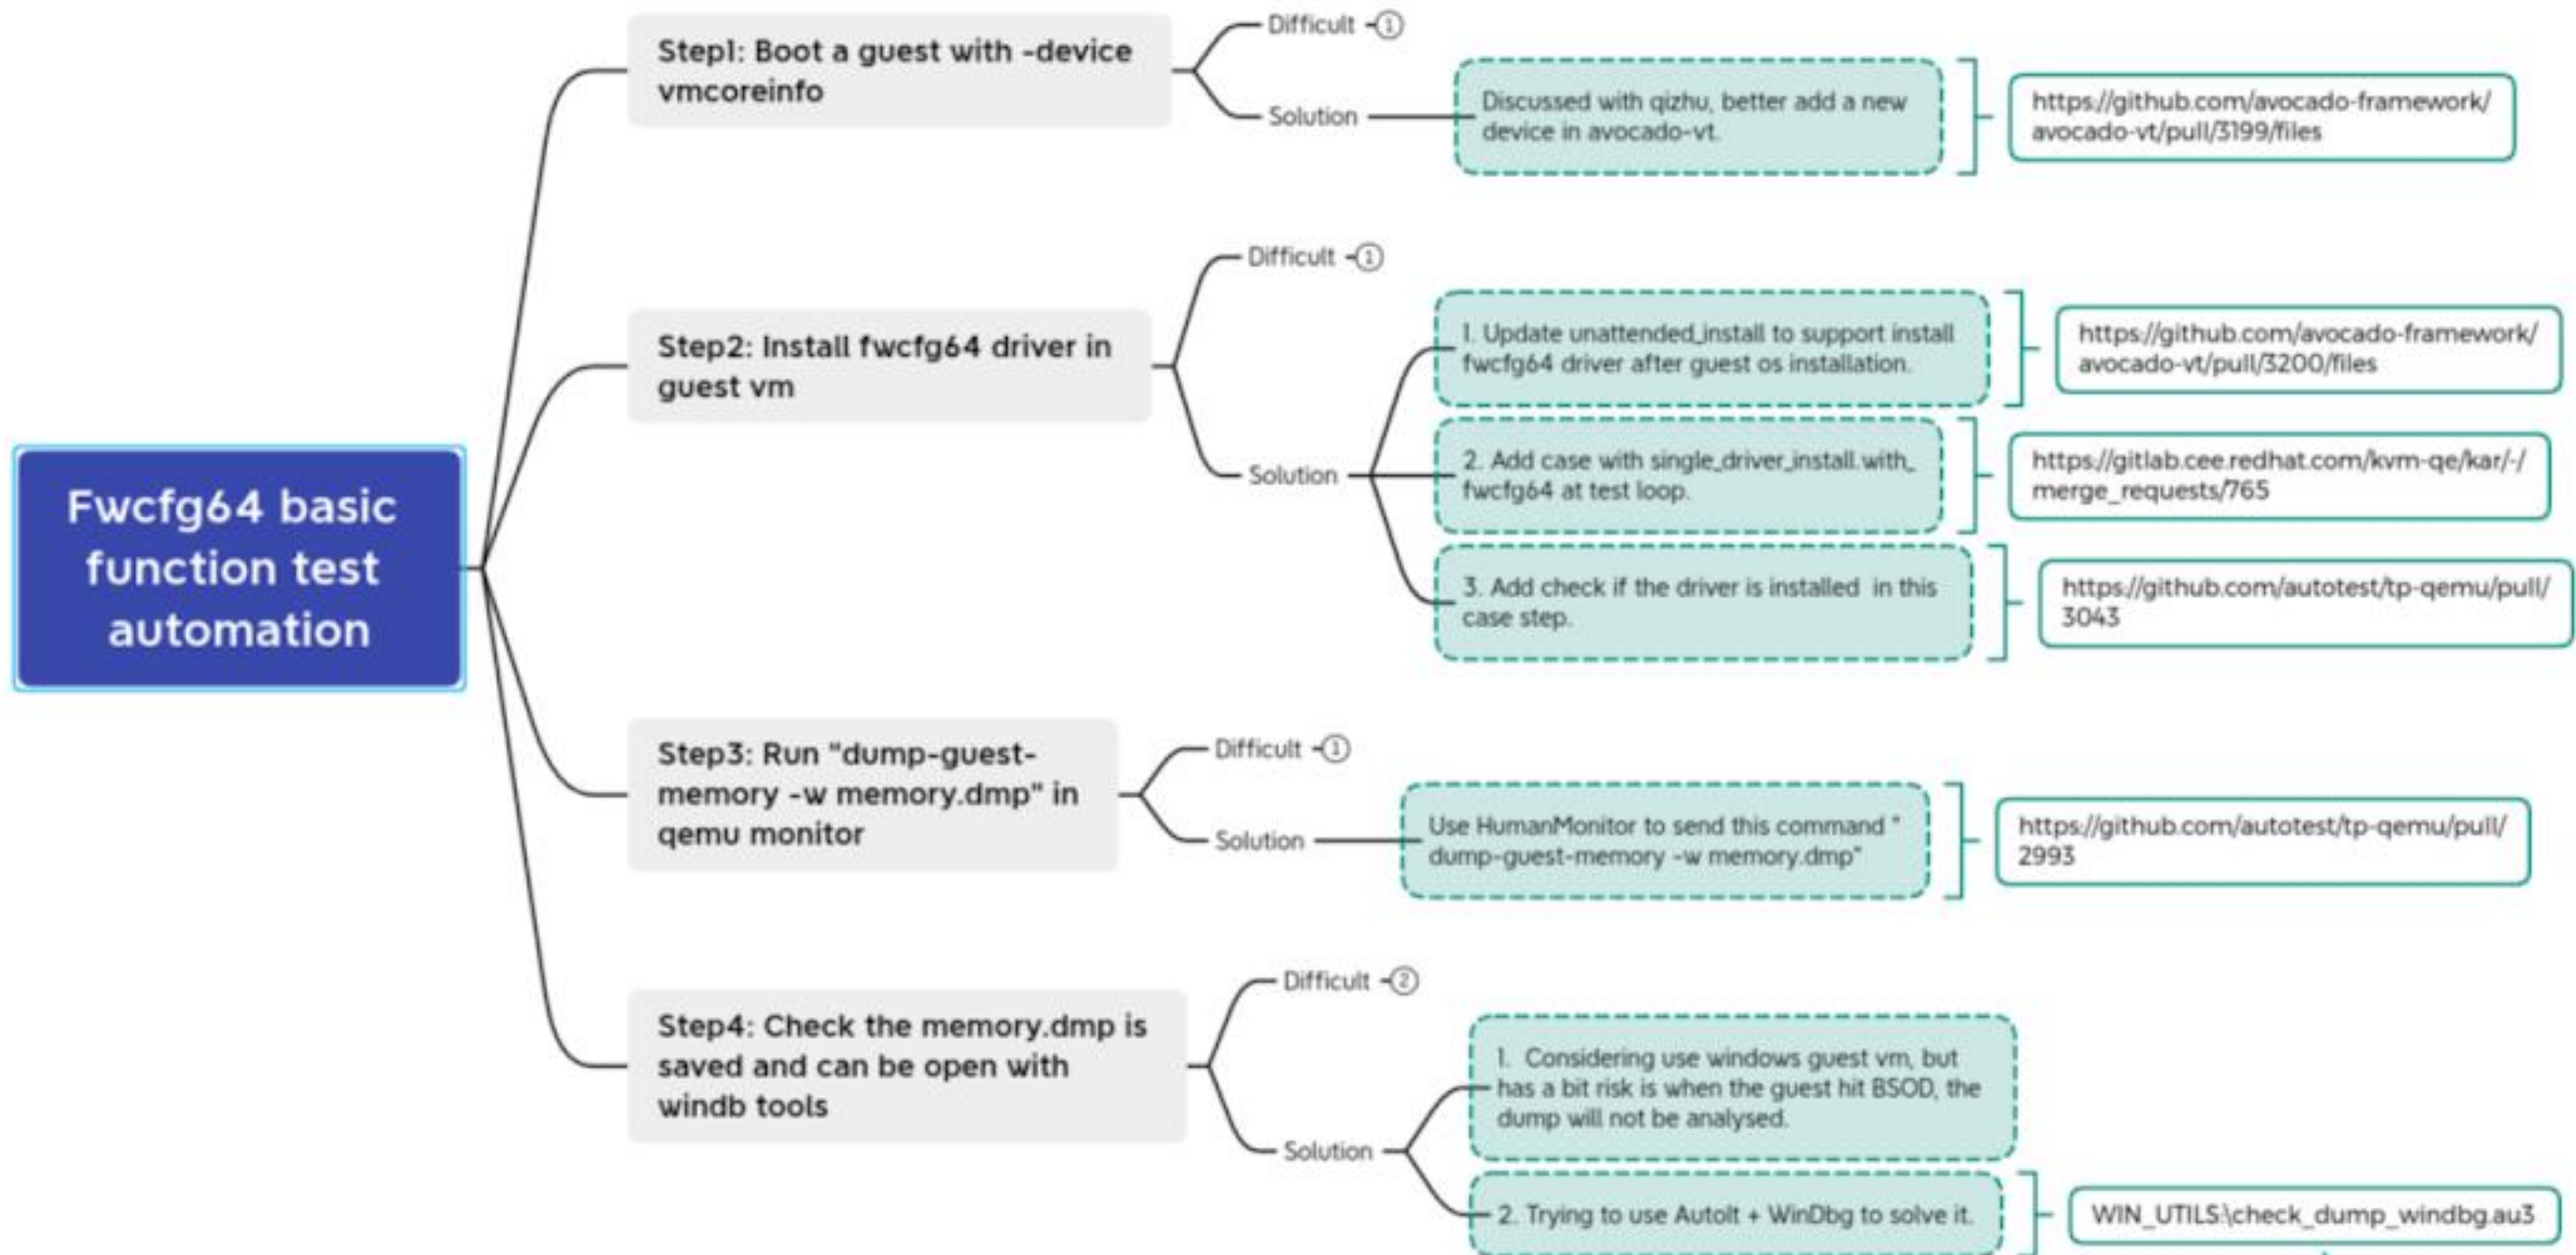 Fwcfg64 basic
function test
automation
Step1: Boot a guest with -device
vmcoreinfo
Difficult 1
Solution
Discussed with qizhu, better add a new
device in avocado-vt.
https://github.com/avocado-framework/
avocado-vt/pull/3199/files
Step2: Install fwcfg64 driver in
guest vm
Difficult 1
Solution
1. Update unattended_install to support install
fwcfg64 driver after guest os installation.
https://github.com/avocado-framework/
avocado-vt/pull/3200/files
2. Add case with single_driver_install.with_
fwcfg64 at test loop.
https://gitlab.cee.redhat.com/kvm-qe/kar/-/
merge_requests/765
3. Add check if the driver is installed  in this
case step.
https://github.com/autotest/tp-qemu/pull/
3043
Step3: Run "dump-guest-
memory -w memory.dmp" in
qemu monitor
Difficult 1
Solution
Use HumanMonitor to send this command "
dump-guest-memory -w memory.dmp"
https://github.com/autotest/tp-qemu/pull/
2993
Step4: Check the memory.dmp is
saved and can be open with
windb tools
Difficult 2
Solution
1.  Considering use windows guest vm, but
has a bit risk is when the guest hit BSOD, the
dump will not be analysed.
2. Trying to use AutoIt + WinDbg to solve it.
WIN_UTILS:\check_dump_windbg.au3